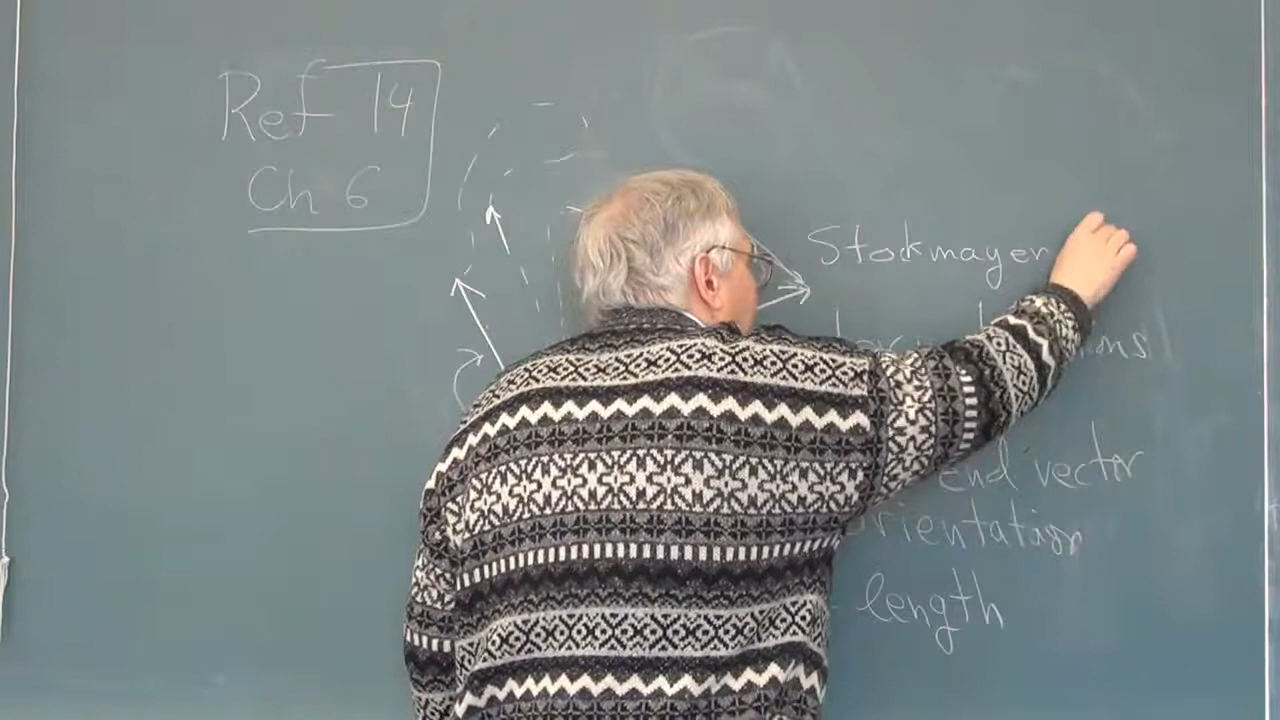 Ref 14
Ch 6
Stockmayer
end vector
orientation
length